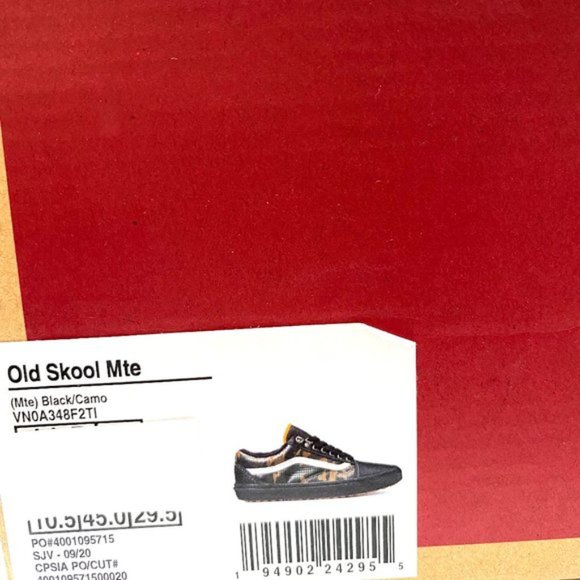 Old Skool Mte
(Mte) Black/Camo
VN0A348F2TI
|10.5|45.0|29.5|
PO#4001095715
SJV - 09/20
CPSIA PO/CUT#
400109571500020
1 94902 24295 5